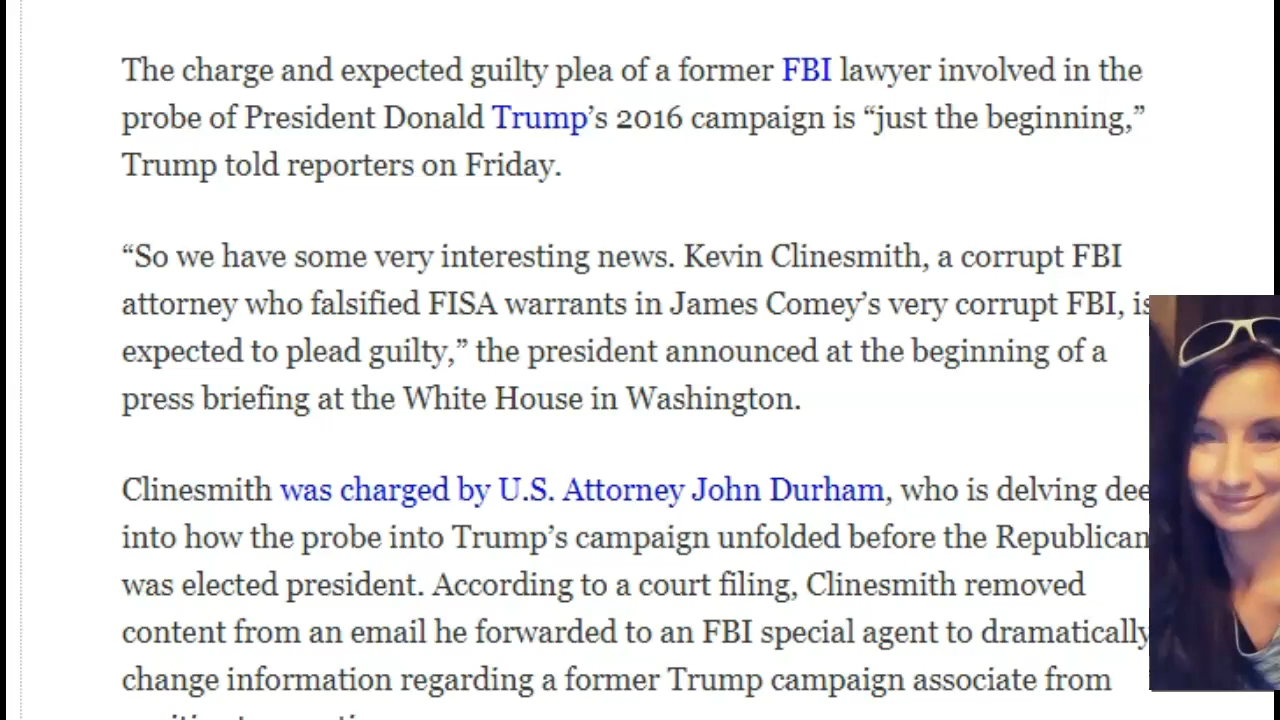 The charge and expected guilty plea of a former FBI lawyer involved in the
probe of President Donald Trump’s 2016 campaign is “just the beginning,”
Trump told reporters on Friday.
“So we have some very interesting news. Kevin Clinesmith, a corrupt FBI
attorney who falsified FISA warrants in James Comey’s very corrupt FBI, is
expected to plead guilty,” the president announced at the beginning of a
press briefing at the White House in Washington.
Clinesmith was charged by U.S. Attorney John Durham, who is delving dee
into how the probe into Trump’s campaign unfolded before the Republican
was elected president. According to a court filing, Clinesmith removed
content from an email he forwarded to an FBI special agent to dramatically
change information regarding a former Trump campaign associate from